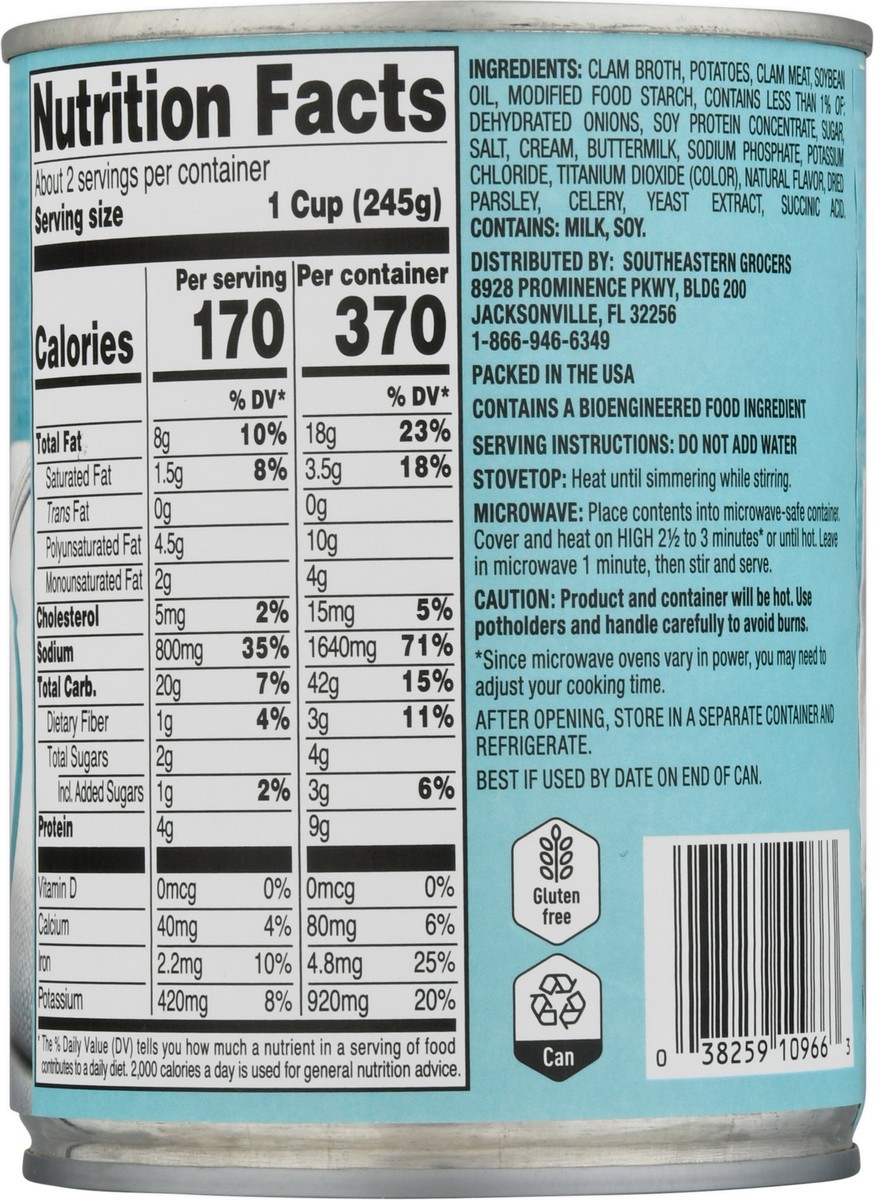 Nutrition Facts
About 2 servings per container
Serving size 1 Cup (245g)
Per serving Per container
Calories 170 370
% DV* % DV*
Total Fat 8g 10% 18g 23%
Saturated Fat 1.5g 8% 3.5g 18%
Trans Fat 0g 0g
Polyunsaturated Fat 4.5g 10g
Monounsaturated Fat 2g 4g
Cholesterol 5mg 2% 15mg 5%
Sodium 800mg 35% 1640mg 71%
Total Carb. 20g 7% 42g 15%
Dietary Fiber 1g 4% 3g 11%
Total Sugars 2g 4g
Incl. Added Sugars 1g 2% 3g 6%
Protein 4g 9g
Vitamin D 0mcg 0% 0mcg 0%
Calcium 40mg 4% 80mg 6%
Iron 2.2mg 10% 4.8mg 25%
Potassium 420mg 8% 920mg 20%
* The % Daily Value (DV) tells you how much a nutrient in a serving of food
contributes to a daily diet. 2,000 calories a day is used for general nutrition advice.
INGREDIENTS: CLAM BROTH, POTATOES, CLAM MEAT, SOYBEAN
OIL, MODIFIED FOOD STARCH, CONTAINS LESS THAN 1% OF:
DEHYDRATED ONIONS, SOY PROTEIN CONCENTRATE, SUGAR,
SALT, CREAM, BUTTERMILK, SODIUM PHOSPHATE, POTASSIUM
CHLORIDE, TITANIUM DIOXIDE (COLOR), NATURAL FLAVOR, DRIED
PARSLEY, CELERY, YEAST EXTRACT, SUCCINIC ACID.
CONTAINS: MILK, SOY.
DISTRIBUTED BY: SOUTHEASTERN GROCERS
8928 PROMINENCE PKWY, BLDG 200
JACKSONVILLE, FL 32256
1-866-946-6349
PACKED IN THE USA
CONTAINS A BIOENGINEERED FOOD INGREDIENT
SERVING INSTRUCTIONS: DO NOT ADD WATER
STOVETOP: Heat until simmering while stirring.
MICROWAVE: Place contents into microwave-safe container.
Cover and heat on HIGH 2½ to 3 minutes* or until hot. Leave
in microwave 1 minute, then stir and serve.
CAUTION: Product and container will be hot. Use
potholders and handle carefully to avoid burns.
*Since microwave ovens vary in power, you may need to
adjust your cooking time.
AFTER OPENING, STORE IN A SEPARATE CONTAINER AND
REFRIGERATE.
BEST IF USED BY DATE ON END OF CAN.
Gluten
free
Can
0 38259 10966 3